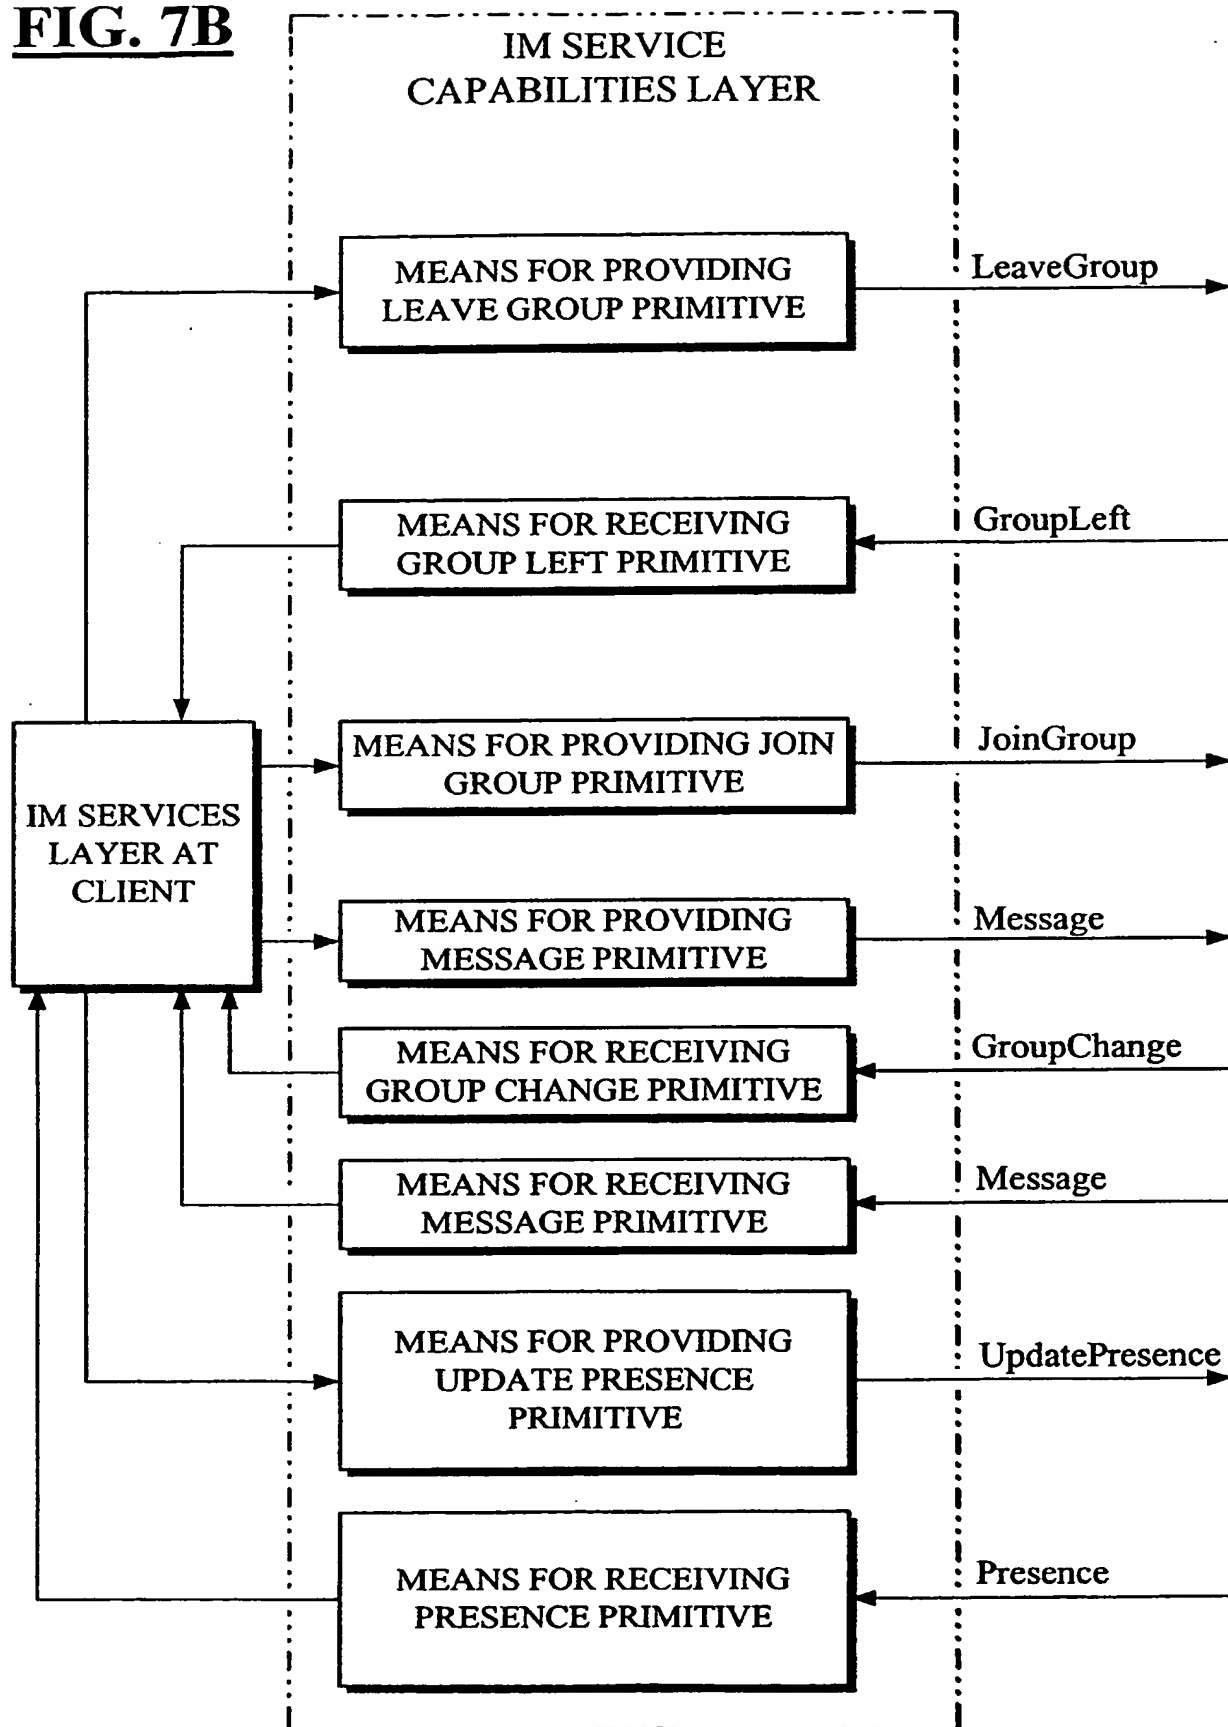 FIG. 7B
IM SERVICE
CAPABILITIES LAYER
MEANS FOR PROVIDING
LEAVE GROUP PRIMITIVE
LeaveGroup
MEANS FOR RECEIVING
GROUP LEFT PRIMITIVE
GroupLeft
IM SERVICES
LAYER AT
CLIENT
MEANS FOR PROVIDING JOIN
GROUP PRIMITIVE
JoinGroup
MEANS FOR PROVIDING
MESSAGE PRIMITIVE
Message
MEANS FOR RECEIVING
GROUP CHANGE PRIMITIVE
GroupChange
MEANS FOR RECEIVING
MESSAGE PRIMITIVE
Message
MEANS FOR PROVIDING
UPDATE PRESENCE
PRIMITIVE
UpdatePresence
MEANS FOR RECEIVING
PRESENCE PRIMITIVE
Presence